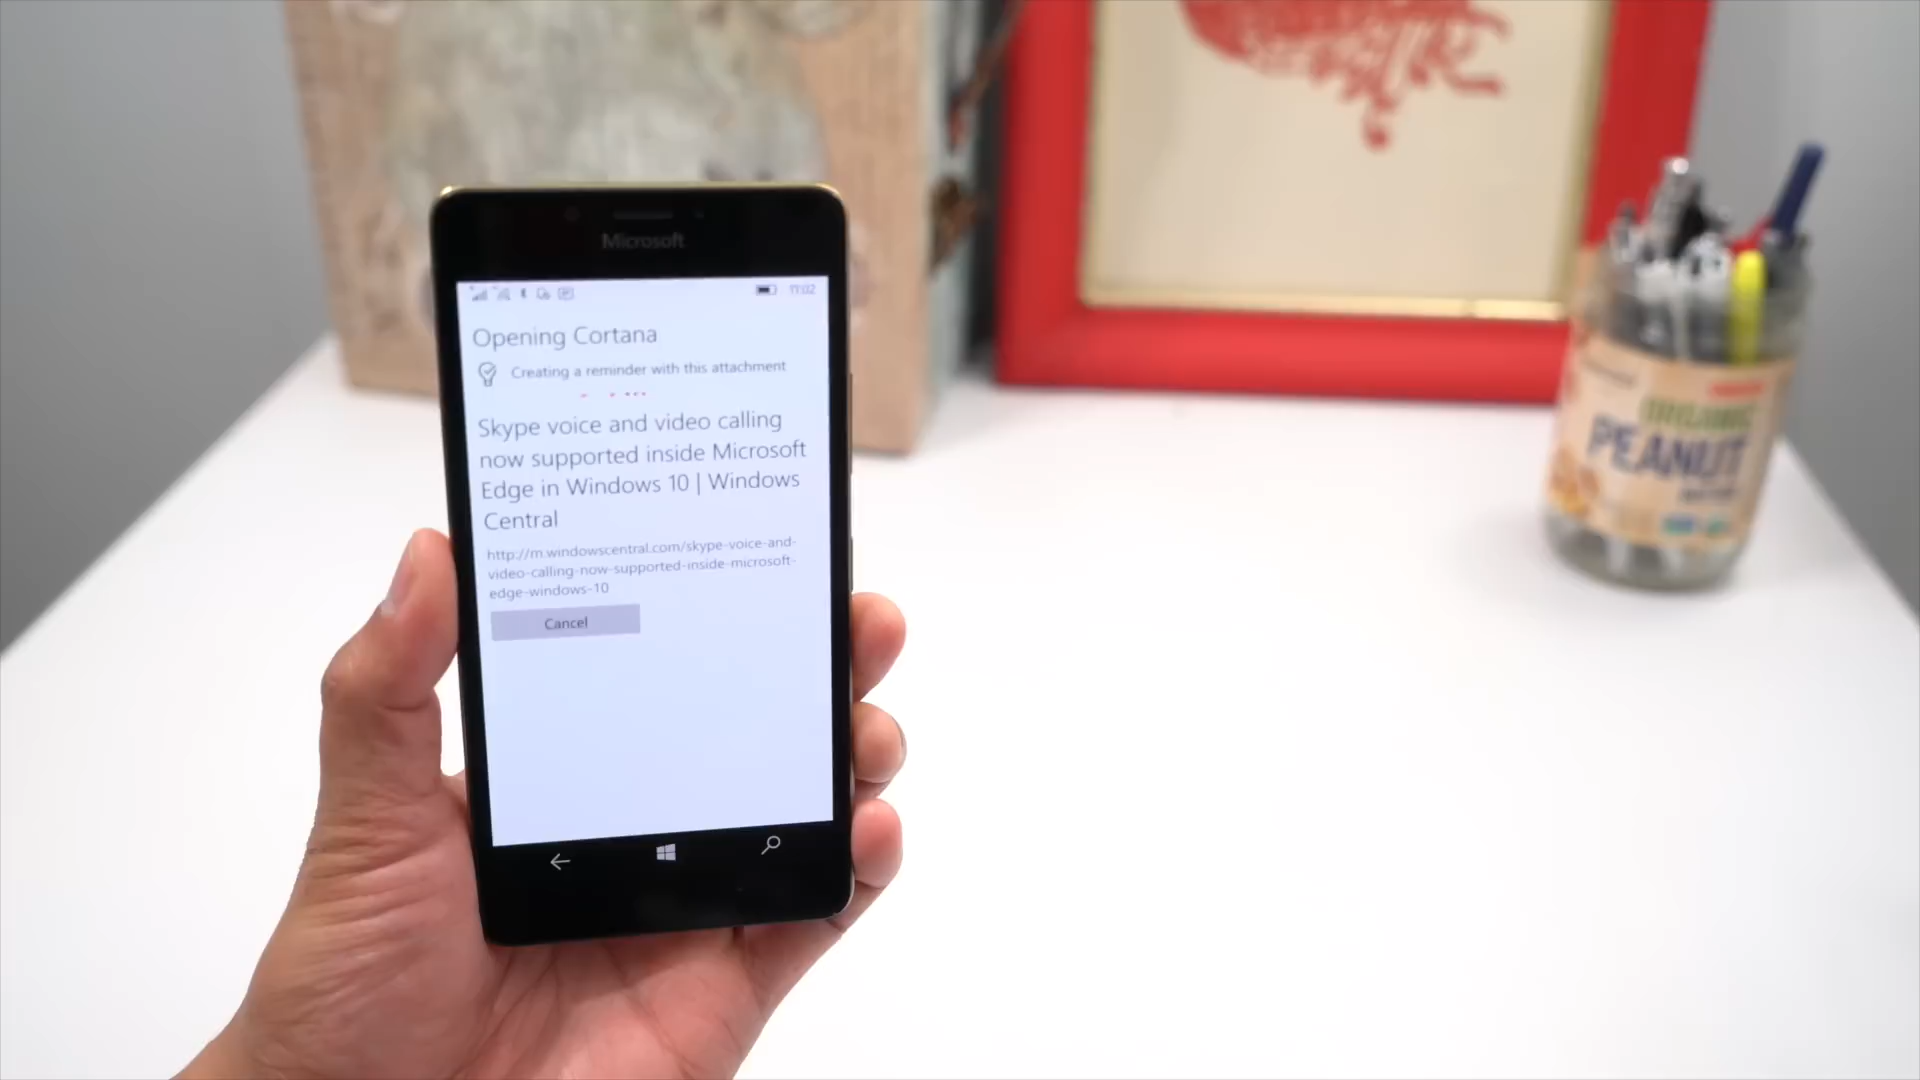 Microsoft
11:02
Opening Cortana
Creating a reminder with this attachment
Skype voice and video calling
now supported inside Microsoft
Edge in Windows 10 | Windows
Central
http://m.windowscentral.com/skype-voice-and-
video-calling-now-supported-inside-microsoft-
edge-windows-10
Cancel
ORGANIC
PEANUT